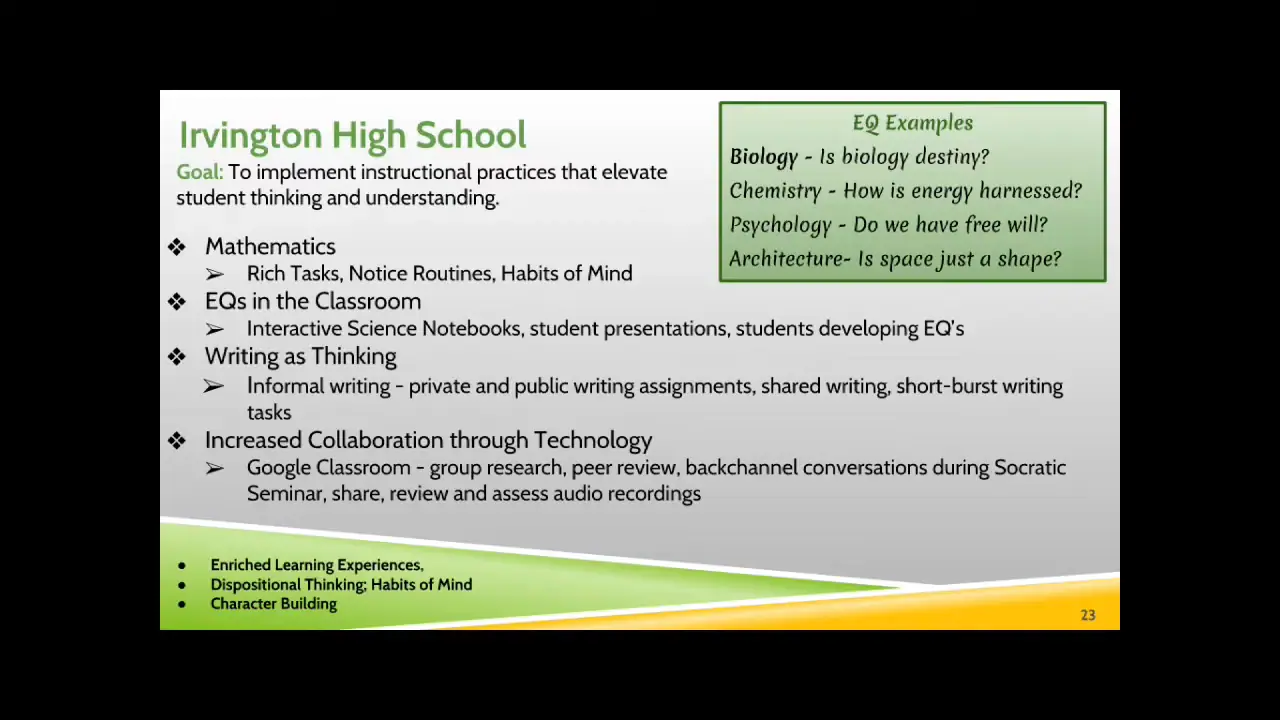 Irvington High School
Goal: To implement instructional practices that elevate
student thinking and understanding.
EQ Examples
Biology - Is biology destiny?
Chemistry - How is energy harnessed?
Psychology - Do we have free will?
Architecture- Is space just a shape?
❖ Mathematics
➢ Rich Tasks, Notice Routines, Habits of Mind
❖ EQs in the Classroom
➢ Interactive Science Notebooks, student presentations, students developing EQ's
❖ Writing as Thinking
➢ Informal writing - private and public writing assignments, shared writing, short-burst writing
tasks
❖ Increased Collaboration through Technology
➢ Google Classroom - group research, peer review, backchannel conversations during Socratic
Seminar, share, review and assess audio recordings
● Enriched Learning Experiences,
● Dispositional Thinking; Habits of Mind
● Character Building
23